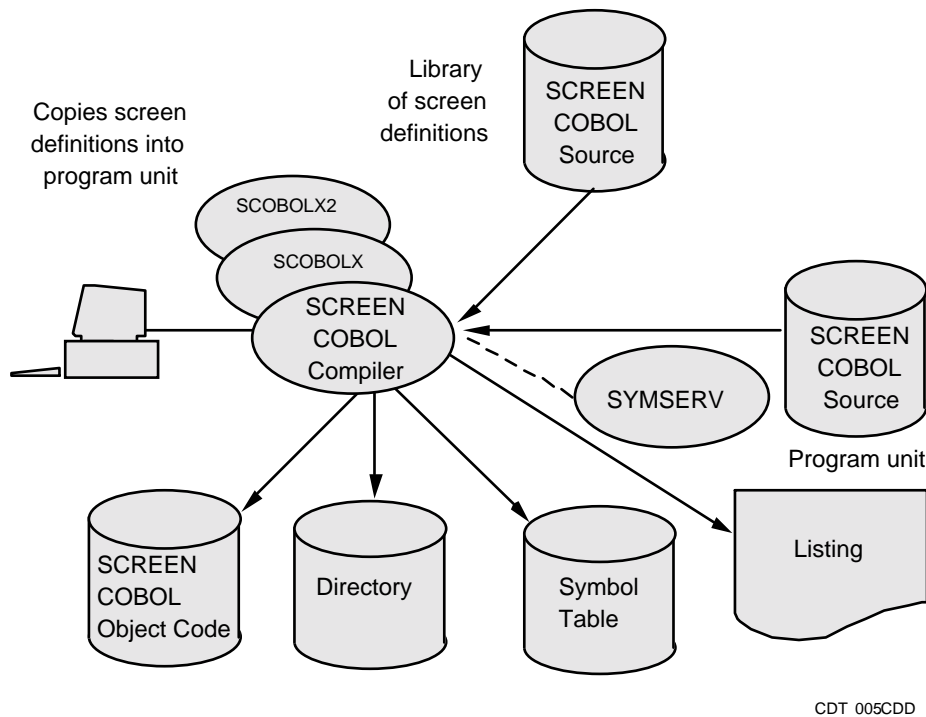 Library
of screen
definitions
SCREEN
COBOL
Source
Copies screen
definitions into
program unit
SCOBOLX2
SCOBOLX
SCREEN
COBOL
Compiler
SYMSERV
SCREEN
COBOL
Source
Program unit
SCREEN
COBOL
Object Code
Directory
Symbol
Table
Listing
CDT 005CDD